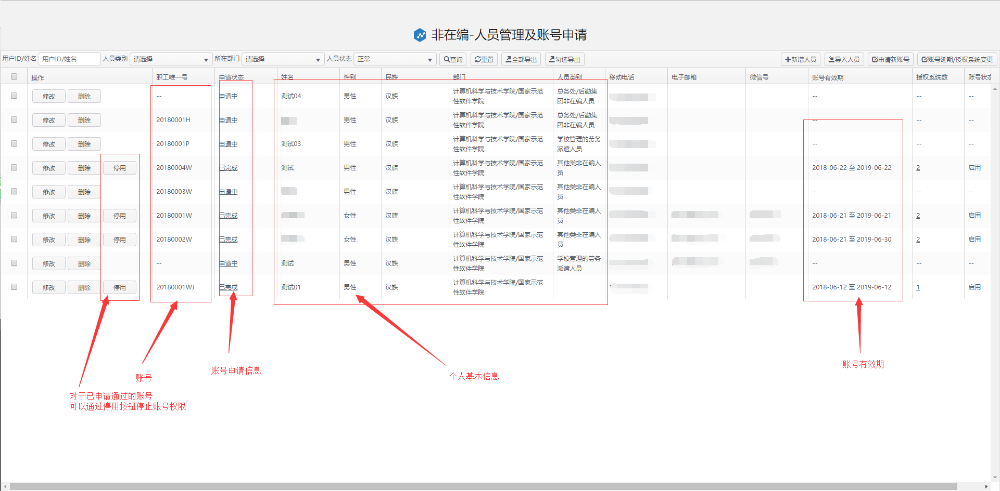 非在编-人员管理及账号申请
用户ID/姓名 用户ID/姓名 人员类别 请选择 所在部门 请选择 人员状态 正常 查询 重置 全部导出 勾选导出 新增人员 导入人员 申请新账号 账号延期/授权系统变更
操作 职工唯一号 申请状态 姓名 性别 民族 部门 人员类别 移动电话 电子邮箱 微信号 账号有效期 授权系统数 账号状态
修改 删除 -- 申请中 测试04 男性 汉族 计算机科学与技术学院/国家示范 总务处/后勤集 -- -- --
性软件学院 团非在编人员
修改 删除 20180001H 申请中 男性 汉族 计算机科学与技术学院/国家示范 总务处/后勤集 -- -- --
性软件学院 团非在编人员
修改 删除 20180001P 申请中 测试03 男性 汉族 计算机科学与技术学院/国家示范 学校管理的劳务 -- -- --
性软件学院 派遣人员
修改 删除 停用 20180004W 已完成 测试 男性 汉族 计算机科学与技术学院/国家示范 其他类非在编人 2018-06-22 至 2019-06-22 2 启用
性软件学院 员
修改 删除 20180003W 申请中 男性 汉族 计算机科学与技术学院/国家示范 其他类非在编人 -- -- --
性软件学院 员
修改 删除 停用 20180001W 已完成 女性 汉族 计算机科学与技术学院/国家示范 其他类非在编人 2018-06-21 至 2019-06-21 2 启用
性软件学院 员
修改 删除 停用 20180002W 已完成 女性 汉族 计算机科学与技术学院/国家示范 其他类非在编人 2018-06-21 至 2019-06-30 2 启用
性软件学院 员
修改 删除 -- 申请中 测试 男性 汉族 计算机科学与技术学院/国家示范 学校管理的劳务 -- -- --
性软件学院 派遣人员
修改 删除 停用 20180001WJ 已完成 测试01 男性 汉族 计算机科学与技术学院/国家示范 2018-06-12 至 2019-06-12 1 启用
性软件学院
账号有效期
账号申请信息
个人基本信息
账号
对于已申请通过的账号
可以通过停用按钮停止账号权限